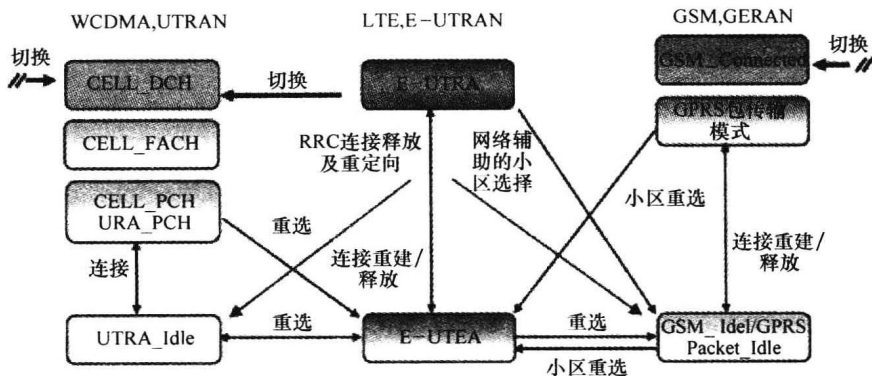 WCDMA,UTRAN
LTE,E-UTRAN
GSM,GERAN
切换
CELL_DCH
切换
E-UTRA
GSM_Connected
切换
CELL_FACH
RRC连接释放
及重定向
网络辅
助的小
区选择
GPRS包传输
模式
CELL_PCH
URA_PCH
重选
小区重选
连接
连接重建/
释放
连接重建/
释放
UTRA_Idle
重选
E-UTEA
重选
小区重选
GSM_Idel/GPRS
Packet_Idle